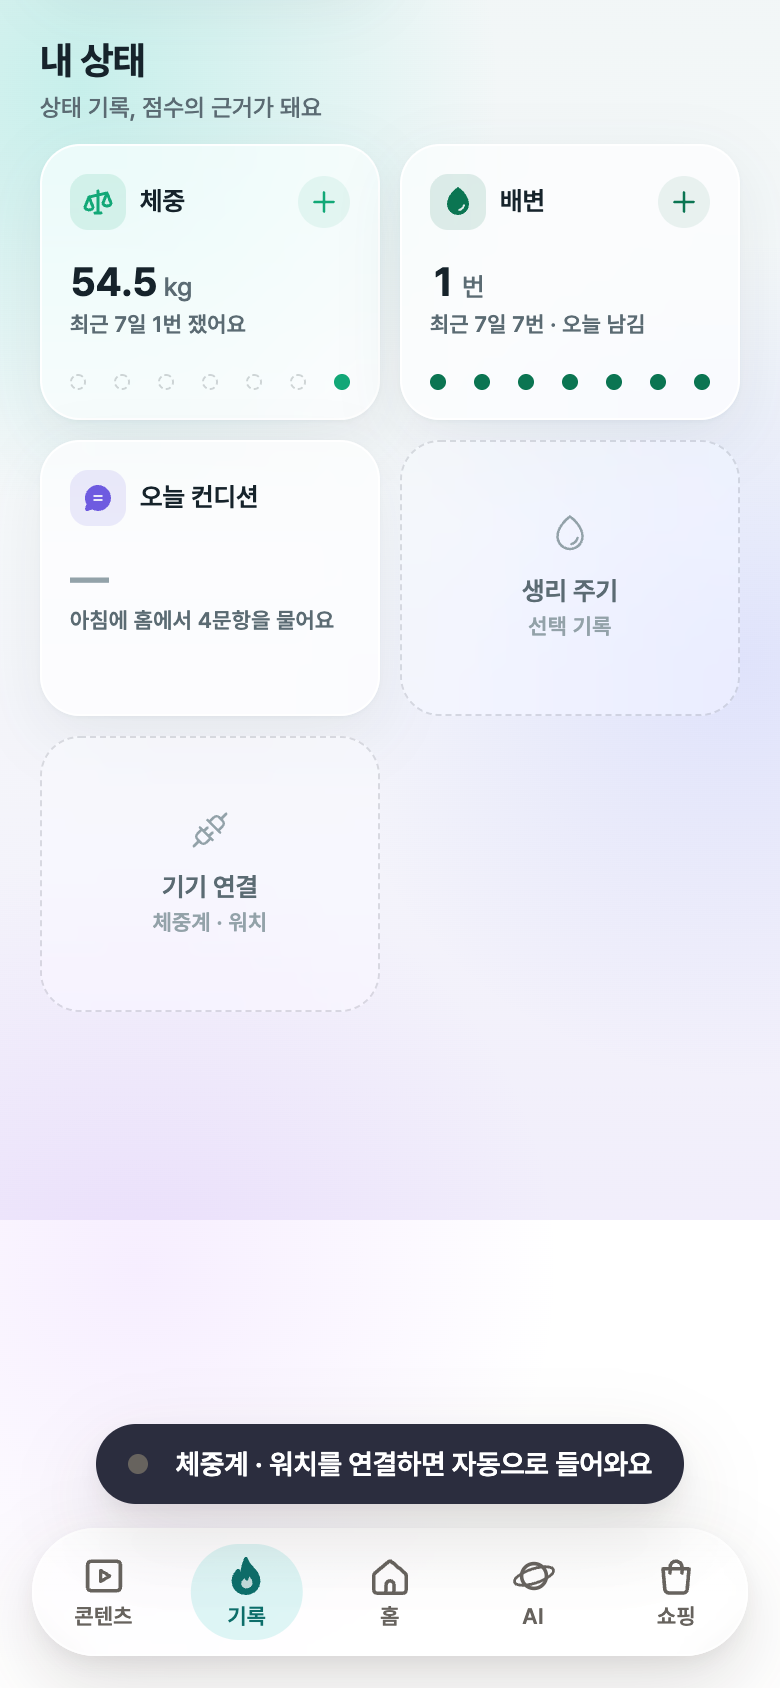 내 상태
상태 기록, 점수의 근거가 돼요
체중
54.5 kg
최근 7일 1번 쟀어요
배변
1 번
최근 7일 7번 · 오늘 남김
오늘 컨디션
—
아침에 홈에서 4문항을 물어요
생리 주기
선택 기록
기기 연결
체중계 · 워치
체중계 · 워치를 연결하면 자동으로 들어와요
콘텐츠
기록
홈
AI
쇼핑